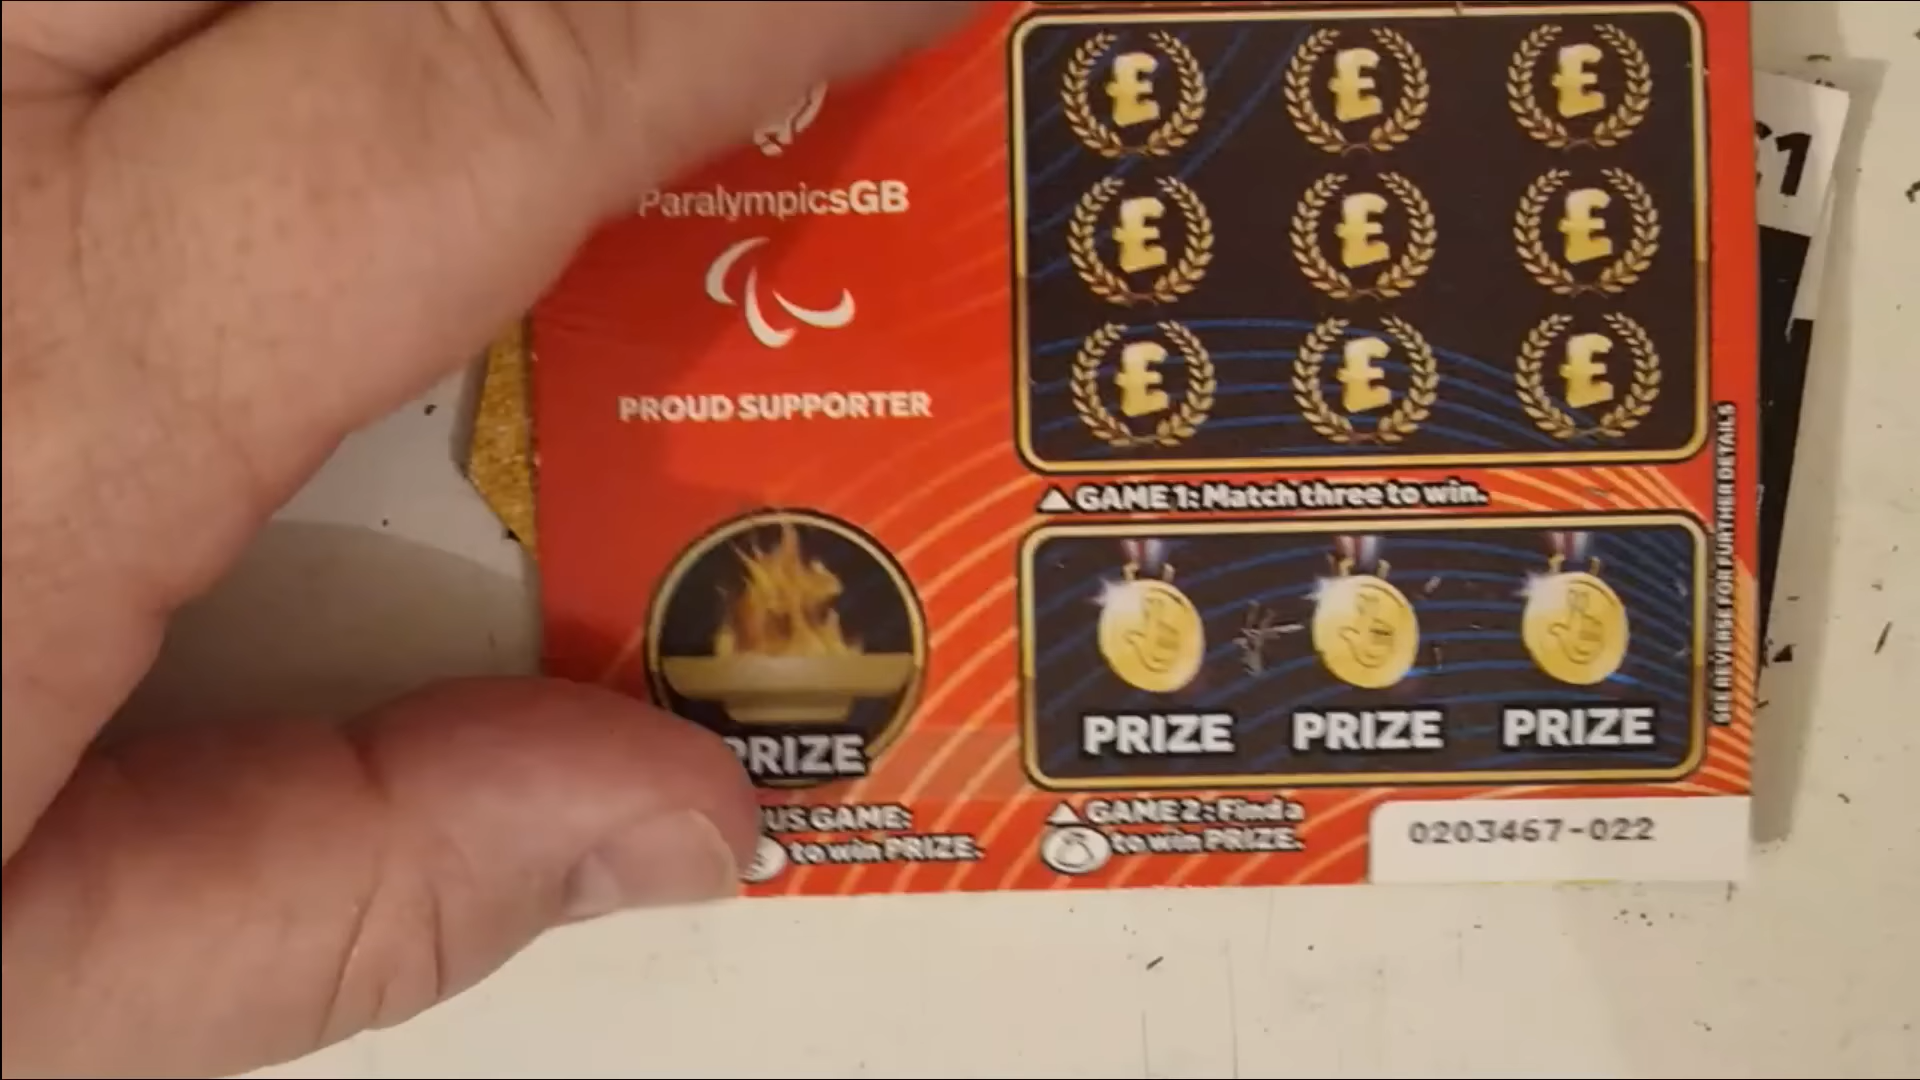 £ £ £
£ £ £
£ £ £
£1
ParalympicsGB
PROUD SUPPORTER
▲ GAME 1: Match three to win.
PRIZE PRIZE PRIZE
PRIZE
US GAME:
to win PRIZE.
▲ GAME 2: Find a
to win PRIZE.
0203467-022
SEE REVERSE FOR FURTHER DETAILS